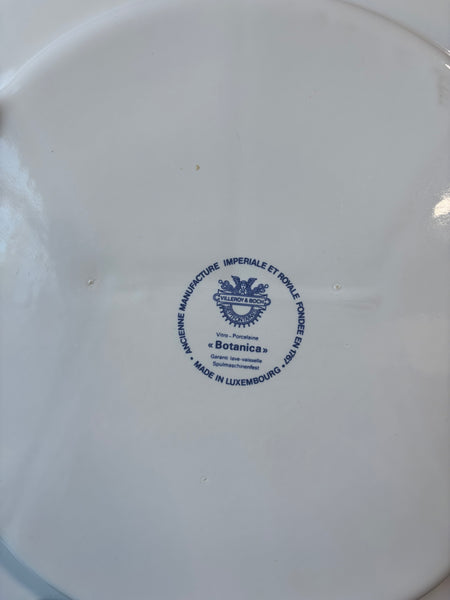 • ANCIENNE MANUFACTURE IMPERIALE ET ROYALE FONDEE EN 1767 •
VILLEROY & BOCH
Vitro-Porcelaine
«Botanica»
Garanti lave-vaisselle
Spülmaschinenfest
MADE IN LUXEMBOURG